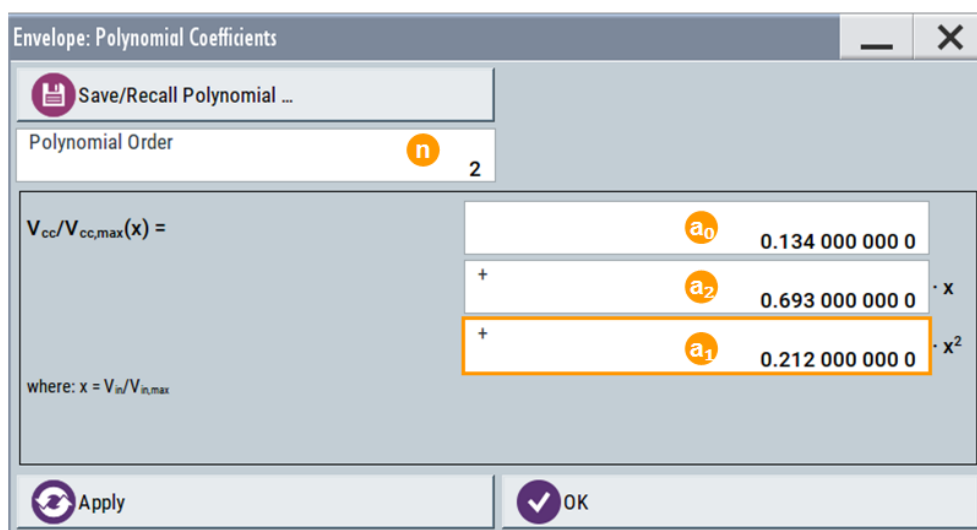 Envelope: Polynomial Coefficients
Save/Recall Polynomial ...
Polynomial Order
n
2
Vcc/Vcc,max(x) =
a₀
0.134 000 000 0
+
a₂
0.693 000 000 0
· x
+
a₁
0.212 000 000 0
· x²
where: x = Vin/Vin,max
Apply
OK